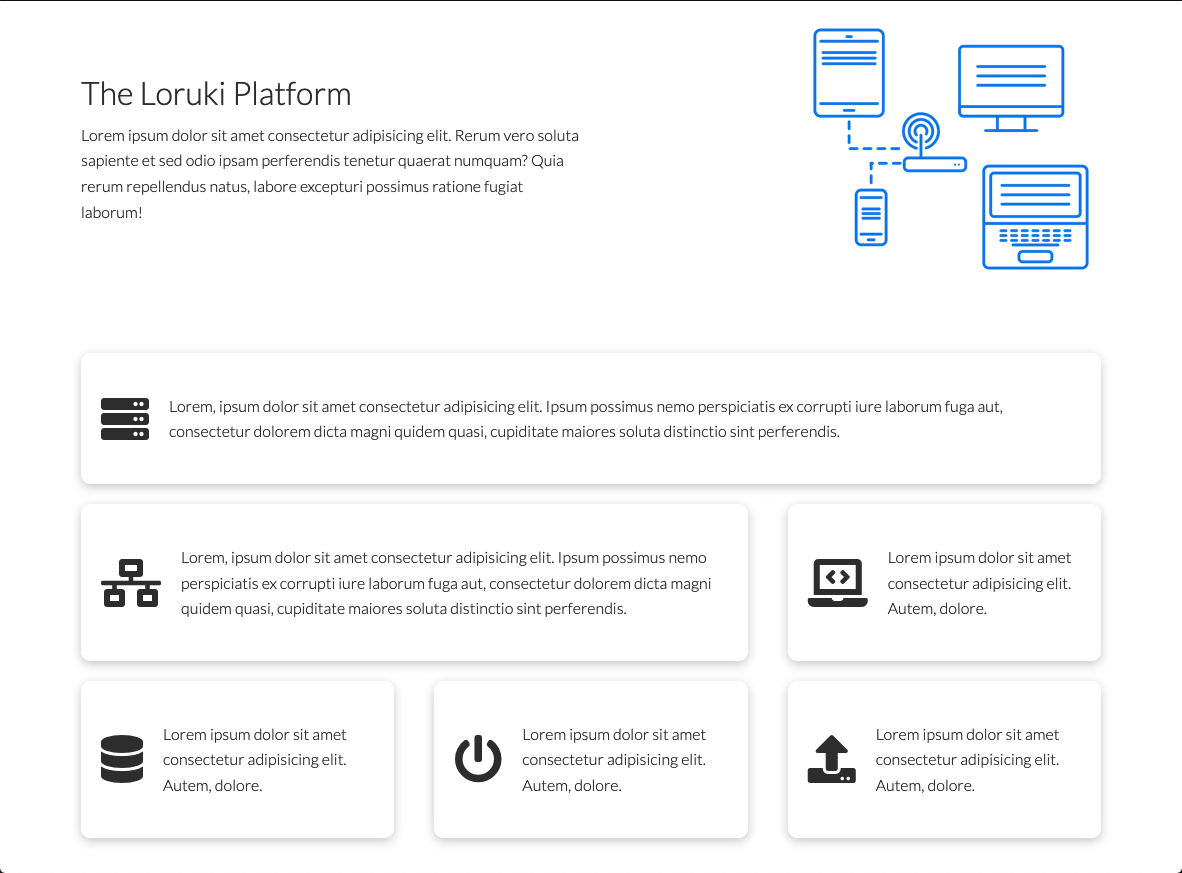 The Loruki Platform
Lorem ipsum dolor sit amet consectetur adipisicing elit. Rerum vero soluta
sapiente et sed odio ipsam perferendis tenetur quaerat numquam? Quia
rerum repellendus natus, labore excepturi possimus ratione fugiat
laborum!
Lorem, ipsum dolor sit amet consectetur adipisicing elit. Ipsum possimus nemo perspiciatis ex corrupti iure laborum fuga aut,
consectetur dolorem dicta magni quidem quasi, cupiditate maiores soluta distinctio sint perferendis.
Lorem, ipsum dolor sit amet consectetur adipisicing elit. Ipsum possimus nemo
perspiciatis ex corrupti iure laborum fuga aut, consectetur dolorem dicta magni
quidem quasi, cupiditate maiores soluta distinctio sint perferendis.
Lorem ipsum dolor sit amet
consectetur adipisicing elit.
Autem, dolore.
Lorem ipsum dolor sit amet
consectetur adipisicing elit.
Autem, dolore.
Lorem ipsum dolor sit amet
consectetur adipisicing elit.
Autem, dolore.
Lorem ipsum dolor sit amet
consectetur adipisicing elit.
Autem, dolore.